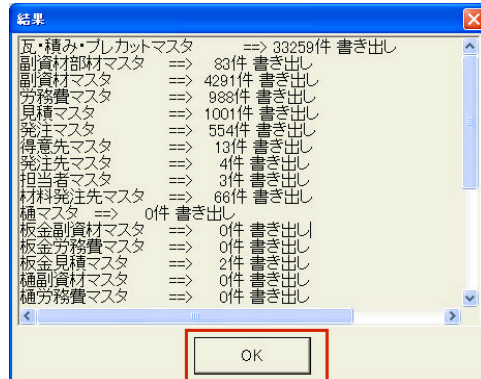 結果
瓦・積み・プレカットマスタ ==> 33259件 書き出し
副資材部材マスタ ==> 83件 書き出し
副資材マスタ ==> 4291件 書き出し
労務費マスタ ==> 988件 書き出し
見積マスタ ==> 1001件 書き出し
発注マスタ ==> 554件 書き出し
得意先マスタ ==> 13件 書き出し
発注先マスタ ==> 4件 書き出し
担当者マスタ ==> 3件 書き出し
材料発注先マスタ ==> 66件 書き出し
樋マスタ ==> 0件 書き出し
板金副資材マスタ ==> 0件 書き出し
板金労務費マスタ ==> 0件 書き出し
板金見積マスタ ==> 2件 書き出し
樋副資材マスタ ==> 0件 書き出し
樋労務費マスタ ==> 0件 書き出し
OK